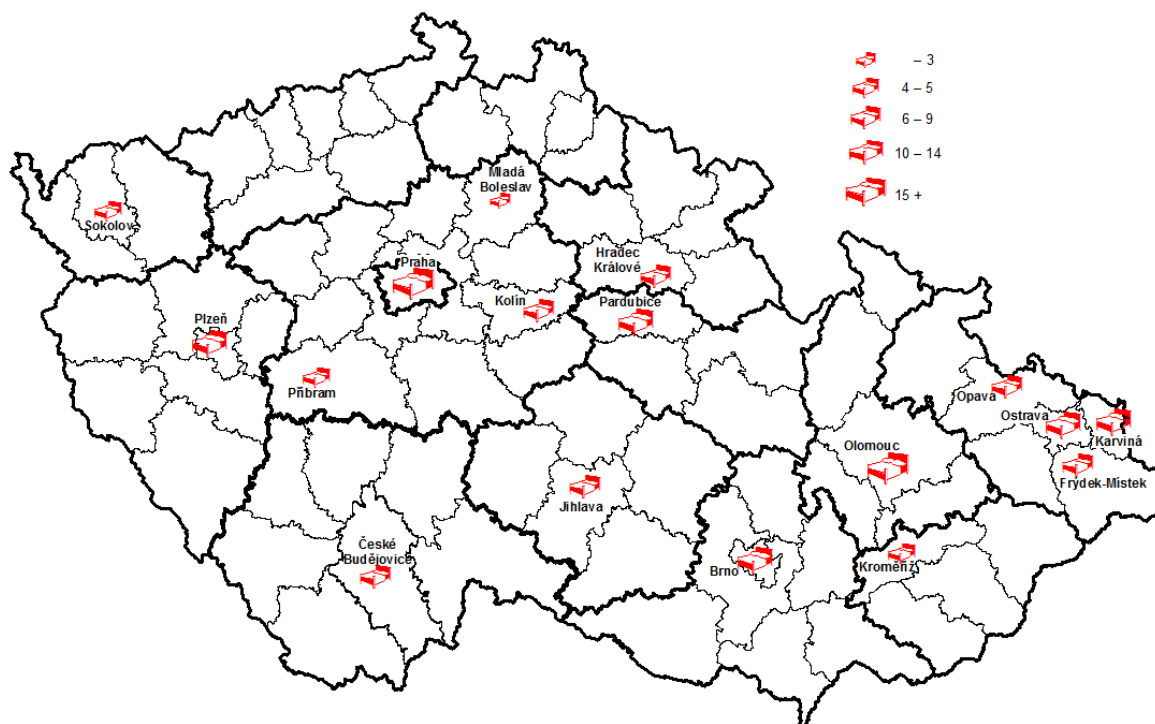 – 3
4 – 5
6 – 9
10 – 14
15 +
Mladá
Boleslav
Sokolov
Praha
Hradec
Králové
Kolín
Pardubice
Plzeň
Příbram
Opava
Ostrava
Karviná
Olomouc
Frýdek-Místek
Jihlava
České
Budějovice
Brno
Kroměříž